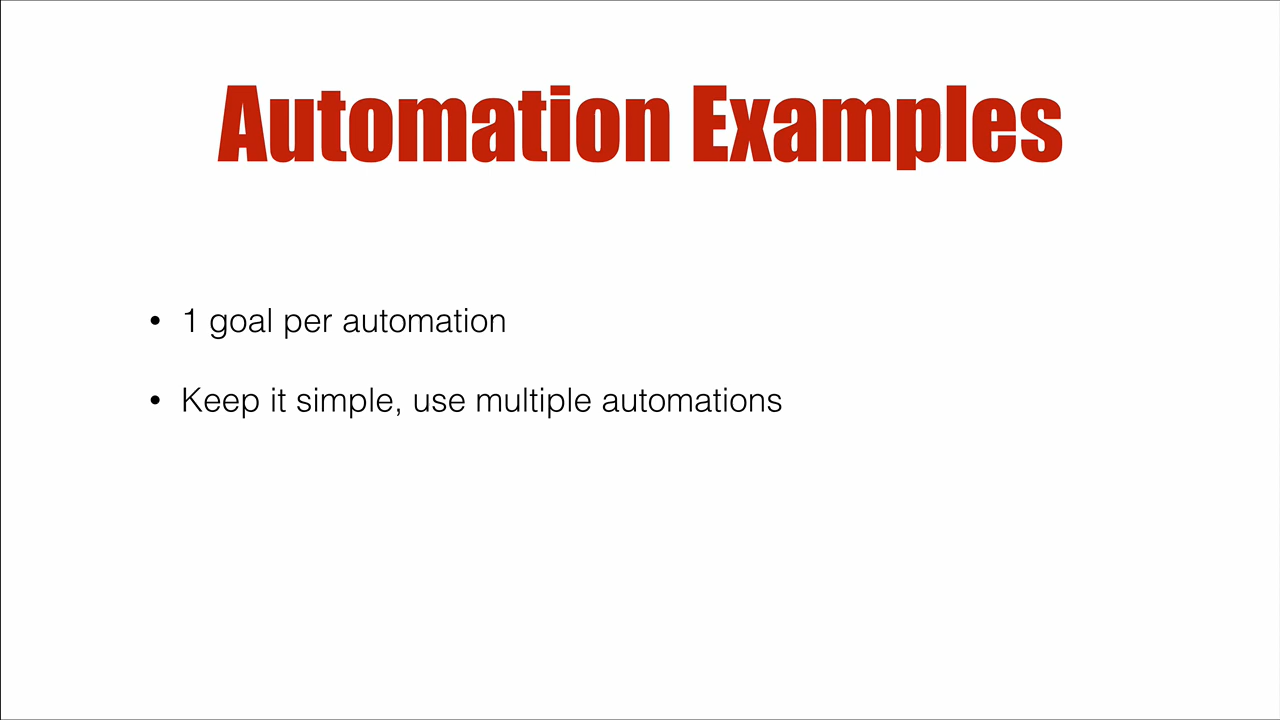 Automation Examples
• 1 goal per automation
• Keep it simple, use multiple automations